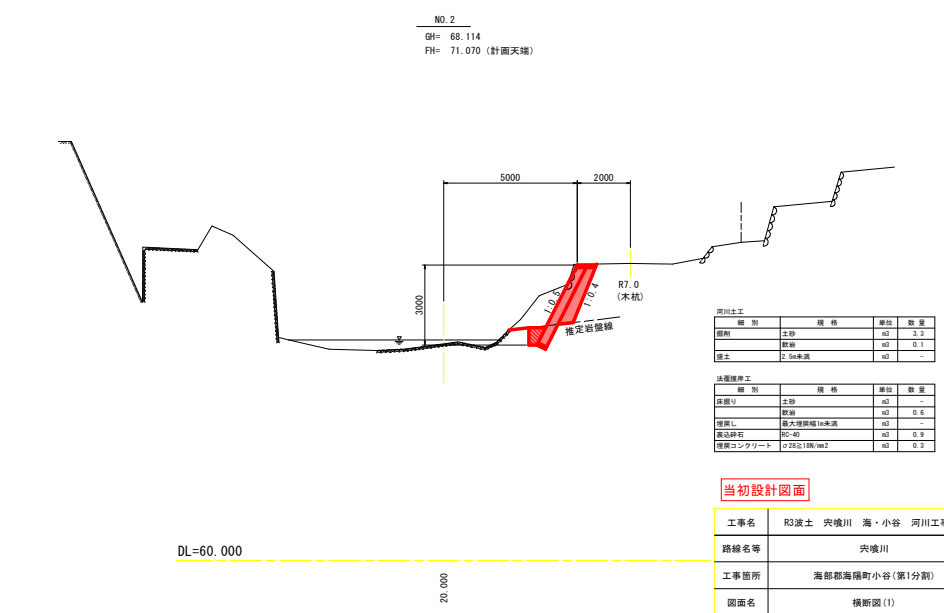 NO.2
GH= 68.114
FH= 71.070 (計画天端)
5000
2000
3000
1:0.5
1:0.4
R7.0
(木杭)
推定岩盤線
河川土工
細 別 規 格 単位 数 量
掘削 土砂 m3 3.3
軟岩 m3 0.1
盛土 2.5m未満 m3 -
法覆護岸工
細 別 規 格 単位 数 量
床掘り 土砂 m3 -
軟岩 m3 0.6
埋戻し 最大埋戻幅1m未満 m3 -
裏込砕石 RC-40 m3 0.9
埋戻コンクリート σ28≧18N/mm2 m3 0.3
当初設計図面
工事名 R3波土 宍喰川 海・小谷 河川工事
路線名等 宍喰川
工事箇所 海部郡海陽町小谷(第1分割)
図面名 横断図(1)
DL=60.000
20.000